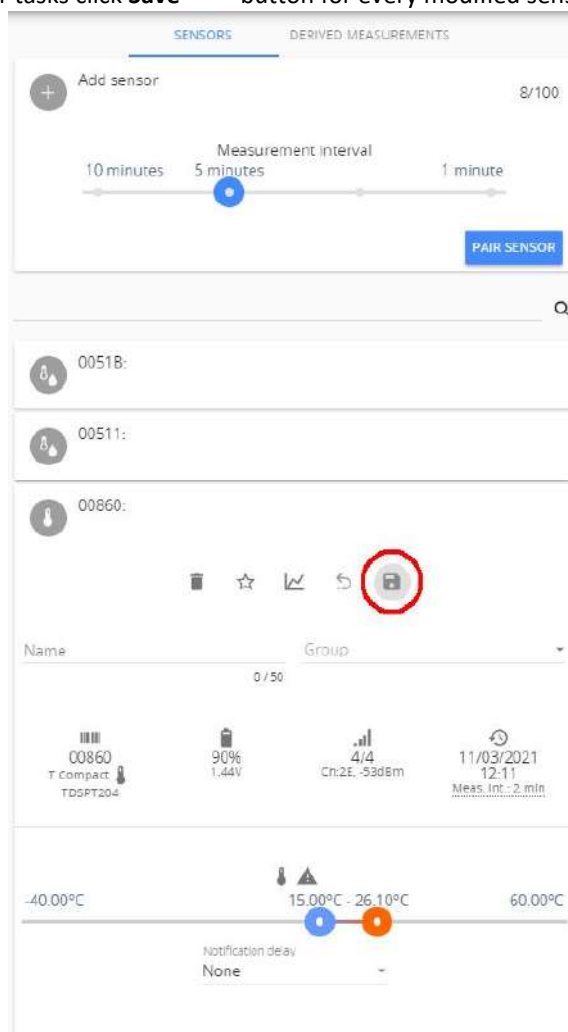 r tasks click Save button for every modified sens
SENSORS DERIVED MEASUREMENTS
Add sensor
8/100
Measurement interval
10 minutes 5 minutes 1 minute
PAIR SENSOR
0051B:
00511:
00860:
Name Group
0 / 50
00860 90% 4/4 11/03/2021
T Compact 1.44V Ch:2E, -53dBm 12:11
TDSPT204 Meas. Int.: 2 min
-40.00°C 15.00°C - 26.10°C 60.00°C
Notification delay
None